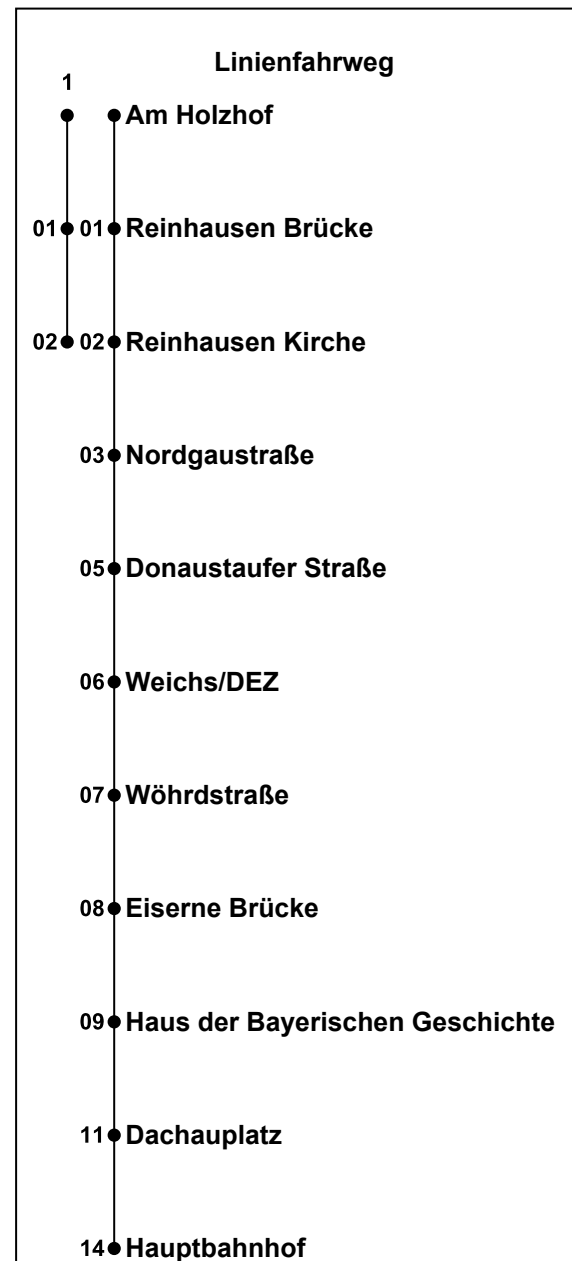 Linienfahrweg
1
Am Holzhof
01 01 Reinhausen Brücke
02 02 Reinhausen Kirche
03 Nordgaustraße
05 Donaustaufer Straße
06 Weichs/DEZ
07 Wöhrdstraße
08 Eiserne Brücke
09 Haus der Bayerischen Geschichte
11 Dachauplatz
14 Hauptbahnhof